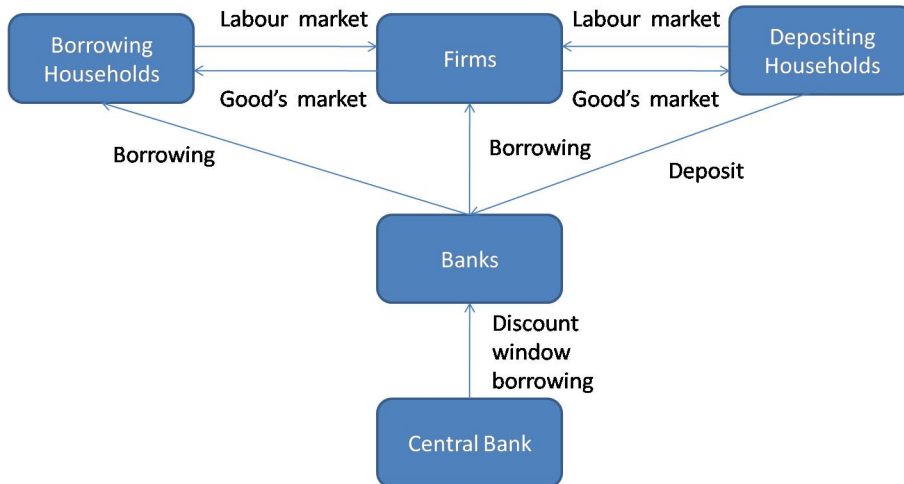 Labour market
Labour market
Borrowing
Households
Firms
Depositing
Households
Good's market
Good's market
Borrowing
Borrowing
Deposit
Banks
Discount
window
borrowing
Central Bank